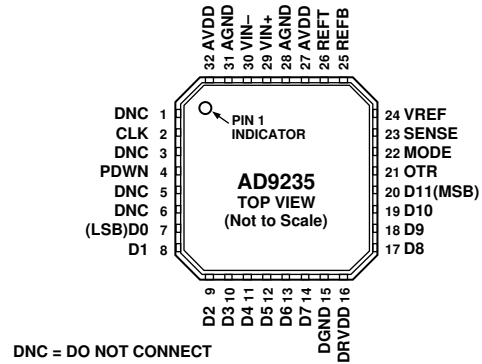 32 AVDD
31 AGND
30 VIN–
29 VIN+
28 AGND
27 AVDD
26 REFT
25 REFB
DNC 1
CLK 2
DNC 3
PDWN 4
DNC 5
DNC 6
(LSB)D0 7
D1 8
PIN 1
INDICATOR
AD9235
TOP VIEW
(Not to Scale)
24 VREF
23 SENSE
22 MODE
21 OTR
20 D11(MSB)
19 D10
18 D9
17 D8
D2 9
D3 10
D4 11
D5 12
D6 13
D7 14
DGND 15
DRVDD 16
DNC = DO NOT CONNECT